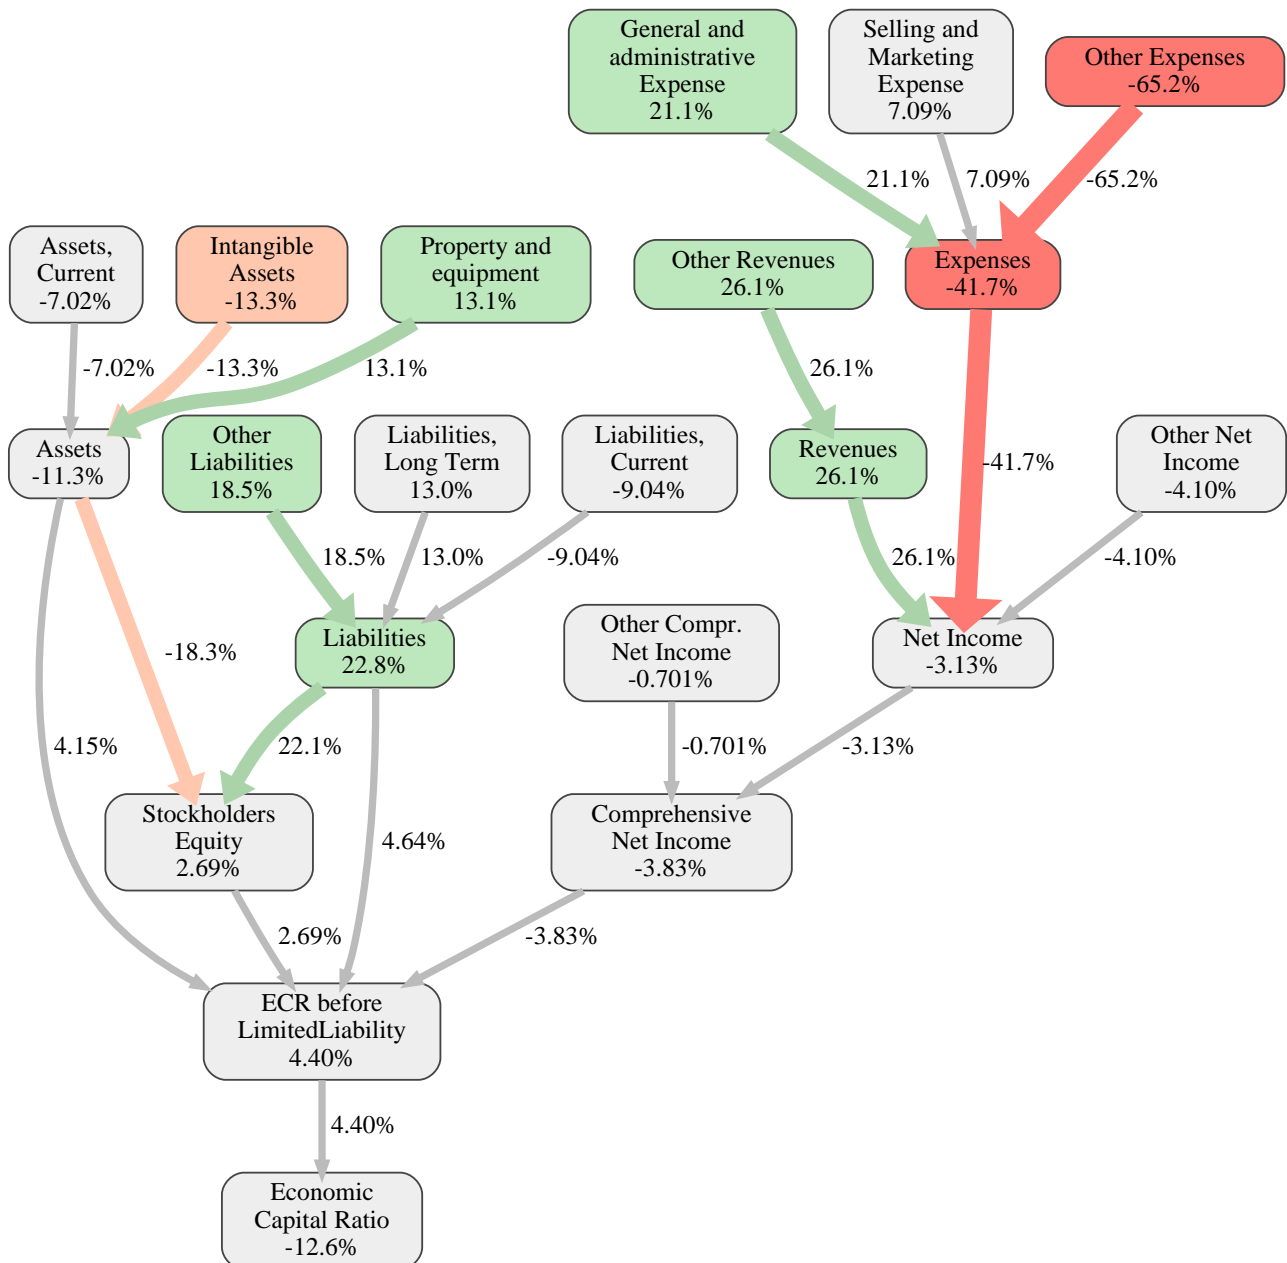 General and
administrative
Expense
21.1%
Selling and
Marketing
Expense
7.09%
Other Expenses
-65.2%
21.1%
7.09%
-65.2%
Assets,
Current
-7.02%
Intangible
Assets
-13.3%
Property and
equipment
13.1%
Other Revenues
26.1%
Expenses
-41.7%
-7.02%
-13.3%
13.1%
26.1%
Assets
-11.3%
Other
Liabilities
18.5%
Liabilities,
Long Term
13.0%
Liabilities,
Current
-9.04%
Revenues
26.1%
-41.7%
Other Net
Income
-4.10%
18.5%
13.0%
-9.04%
26.1%
-4.10%
Liabilities
22.8%
Other Compr.
Net Income
-0.701%
Net Income
-3.13%
-18.3%
4.15%
22.1%
-0.701%
-3.13%
Stockholders
Equity
2.69%
4.64%
Comprehensive
Net Income
-3.83%
2.69%
-3.83%
ECR before
LimitedLiability
4.40%
4.40%
Economic
Capital Ratio
-12.6%